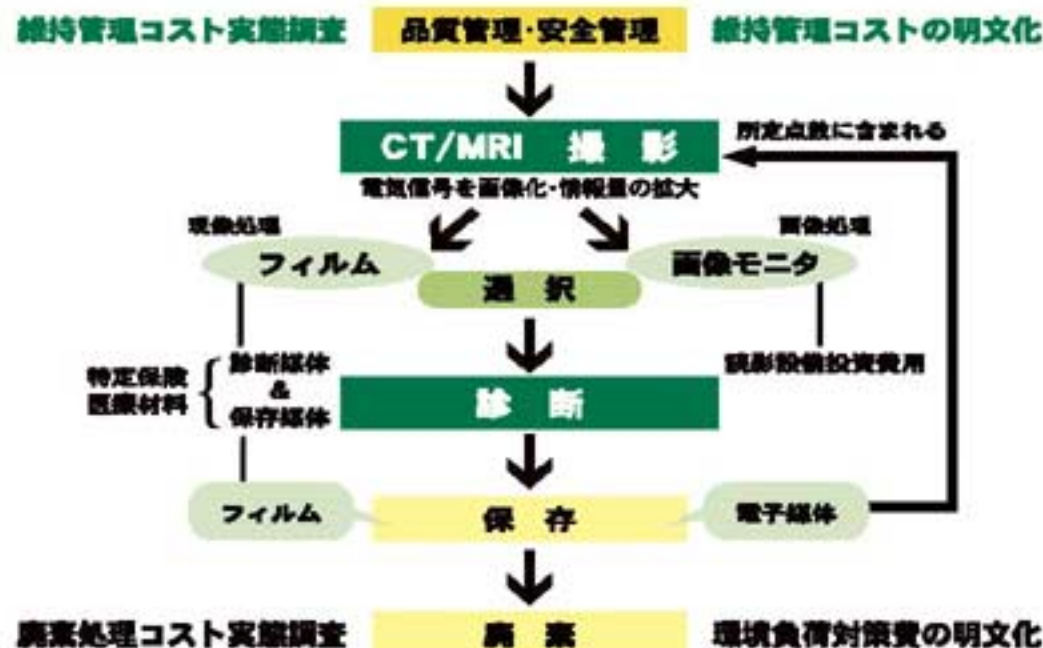 維持管理コスト実態調査
品質管理・安全管理
維持管理コストの明文化
CT/MRI 撮 影
所定点数に含まれる
電気信号を画像化・情報量の拡大
現像処理
画像処理
フィルム
画像モニタ
選 択
特定保険
医療材料
診断媒体
&
保存媒体
読影設備投資費用
診 断
フィルム
保 存
電子媒体
廃棄処理コスト実態調査
廃 棄
環境負荷対策費の明文化